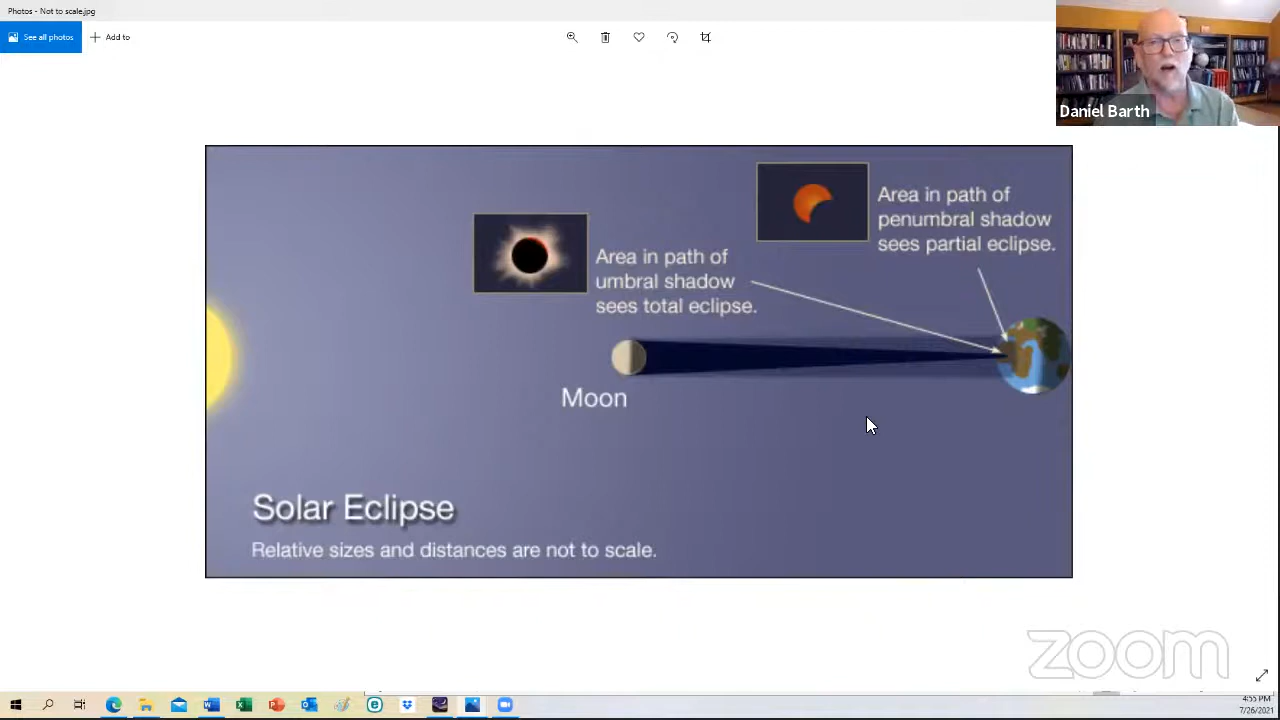 Photos - Not to scale.jpg
See all photos
Add to
Daniel Barth
Area in path of
penumbral shadow
sees partial eclipse.
Area in path of
umbral shadow
sees total eclipse.
Moon
Solar Eclipse
Relative sizes and distances are not to scale.
zoom
4:55 PM
7/26/2021